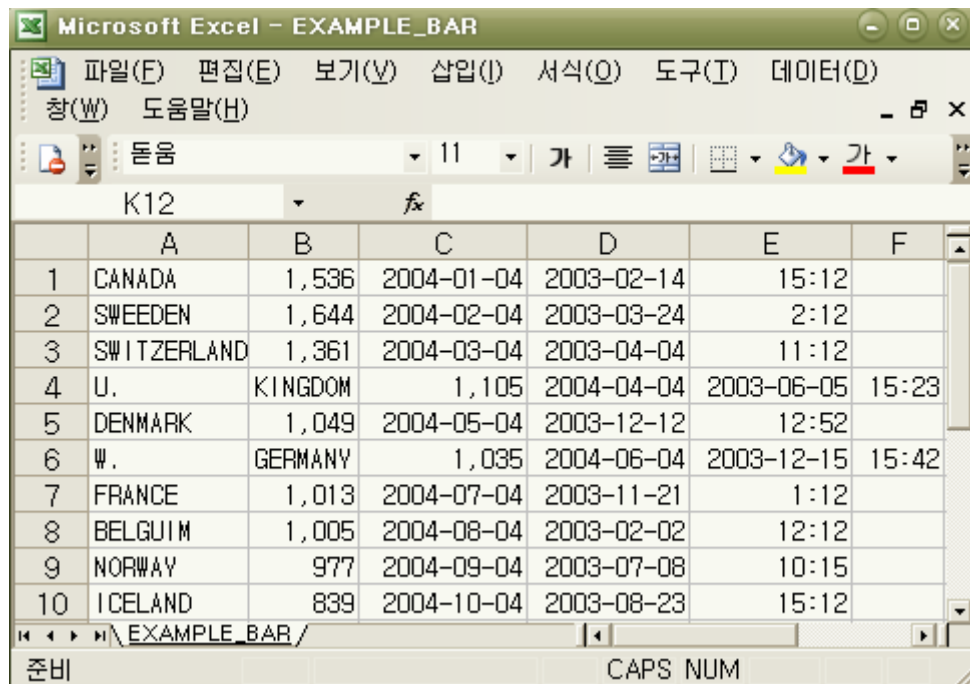 Microsoft Excel - EXAMPLE_BAR
파일(F) 편집(E) 보기(V) 삽입(I) 서식(O) 도구(T) 데이터(D)
창(W) 도움말(H)
돋움 11 가 가
K12 fx
A B C D E F
1 CANADA 1,536 2004-01-04 2003-02-14 15:12
2 SWEEDEN 1,644 2004-02-04 2003-03-24 2:12
3 SWITZERLAND 1,361 2004-03-04 2003-04-04 11:12
4 U. KINGDOM 1,105 2004-04-04 2003-06-05 15:23
5 DENMARK 1,049 2004-05-04 2003-12-12 12:52
6 W. GERMANY 1,035 2004-06-04 2003-12-15 15:42
7 FRANCE 1,013 2004-07-04 2003-11-21 1:12
8 BELGUIM 1,005 2004-08-04 2003-02-02 12:12
9 NORWAY 977 2004-09-04 2003-07-08 10:15
10 ICELAND 839 2004-10-04 2003-08-23 15:12
EXAMPLE_BAR
준비 CAPS NUM